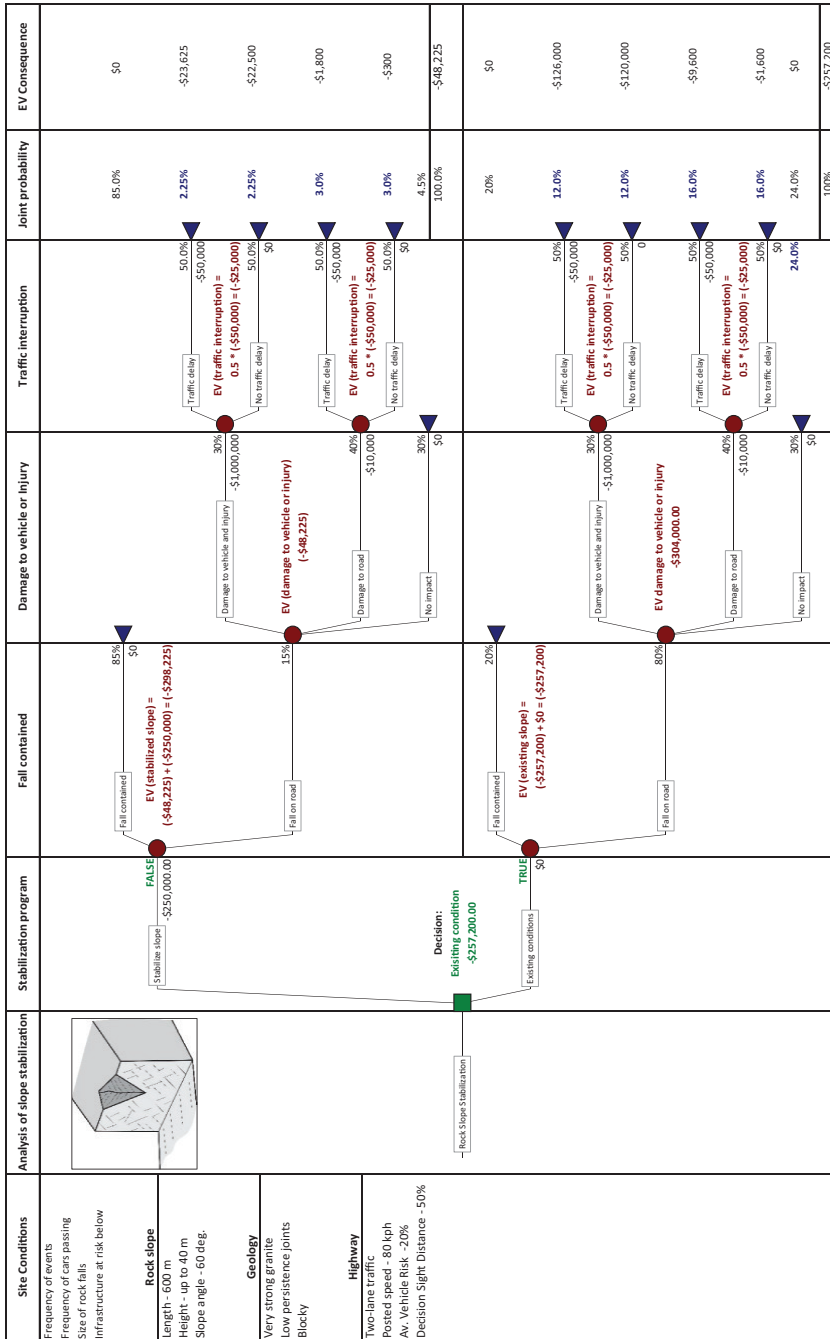 Site Conditions
Analysis of slope stabilization
Stabilization program
Fall contained
Damage to vehicle or Injury
Traffic interruption
Joint probability
EV Consequence
Frequency of events
Frequency of cars passing
Size of rock falls
Infrastructure at risk below
Rock slope
Length - 600 m
Height - up to 40 m
Slope angle - 60 deg.
Geology
Very strong granite
Low persistence joints
Blocky
Highway
Two-lane traffic
Posted speed - 80 kph
Av. Vehicle Risk -20%
Decision Sight Distance - 50%
Rock Slope Stabilization
Decision:
Exisiting condition
-$257,200.00
Stabilize slope
FALSE
-$250,000.00
Fall contained
85%
$0
85.0%
$0
EV (stabilized slope) =
(-$48,225) + (-$250,000) = (-$298,225)
Fall on road
15%
Damage to vehicle and injury
30%
-$1,000,000
Traffic delay
50.0%
-$50,000
2.25%
-$23,625
EV (traffic interruption) =
0.5 * (-$50,000) = (-$25,000)
No traffic delay
50.0%
$0
2.25%
-$22,500
EV (damage to vehicle or injury)
(-$48,225)
Damage to road
40%
-$10,000
Traffic delay
50.0%
-$50,000
3.0%
-$1,800
EV (traffic interruption) =
0.5 * (-$50,000) = (-$25,000)
No traffic delay
50.0%
$0
3.0%
-$300
No impact
30%
$0
4.5%
100.0%
-$48,225
Existing conditions
TRUE
$0
Fall contained
20%
20%
$0
EV (existing slope) =
(-$257,200) + $0 = (-$257,200)
Fall on road
80%
Damage to vehicle and injury
30%
-$1,000,000
Traffic delay
50%
-$50,000
12.0%
-$126,000
EV (traffic interruption) =
0.5 * (-$50,000) = (-$25,000)
No traffic delay
50%
0
12.0%
-$120,000
EV damage to vehicle or injury
-$304,000.00
Damage to road
40%
-$10,000
Traffic delay
50%
-$50,000
16.0%
-$9,600
EV (traffic interruption) =
0.5 * (-$50,000) = (-$25,000)
No traffic delay
50%
$0
16.0%
-$1,600
No impact
30%
$0
24.0%
24.0%
$0
100%
-$257,200